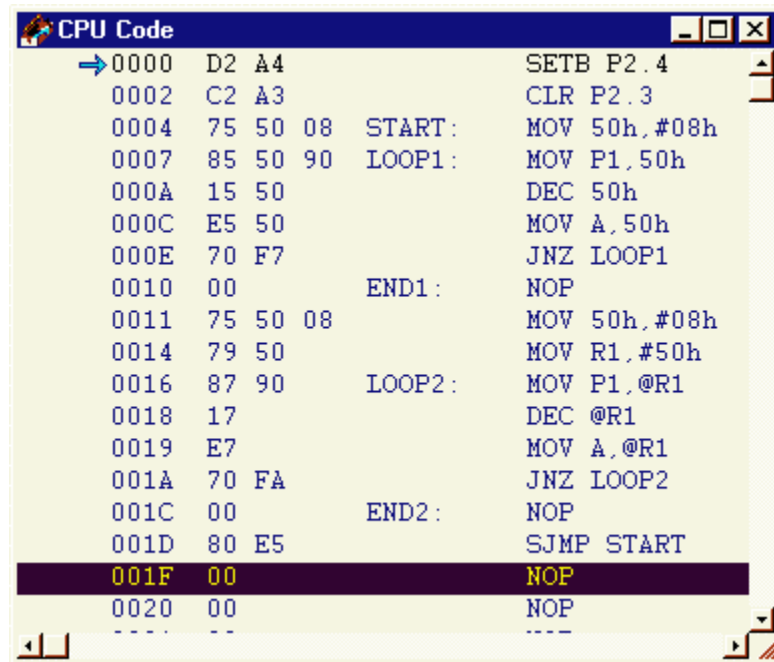 CPU Code
0000 D2 A4 SETB P2.4
0002 C2 A3 CLR P2.3
0004 75 50 08 START: MOV 50h,#08h
0007 85 50 90 LOOP1: MOV P1,50h
000A 15 50 DEC 50h
000C E5 50 MOV A,50h
000E 70 F7 JNZ LOOP1
0010 00 END1: NOP
0011 75 50 08 MOV 50h,#08h
0014 79 50 MOV R1,#50h
0016 87 90 LOOP2: MOV P1,@R1
0018 17 DEC @R1
0019 E7 MOV A,@R1
001A 70 FA JNZ LOOP2
001C 00 END2: NOP
001D 80 E5 SJMP START
001F 00 NOP
0020 00 NOP